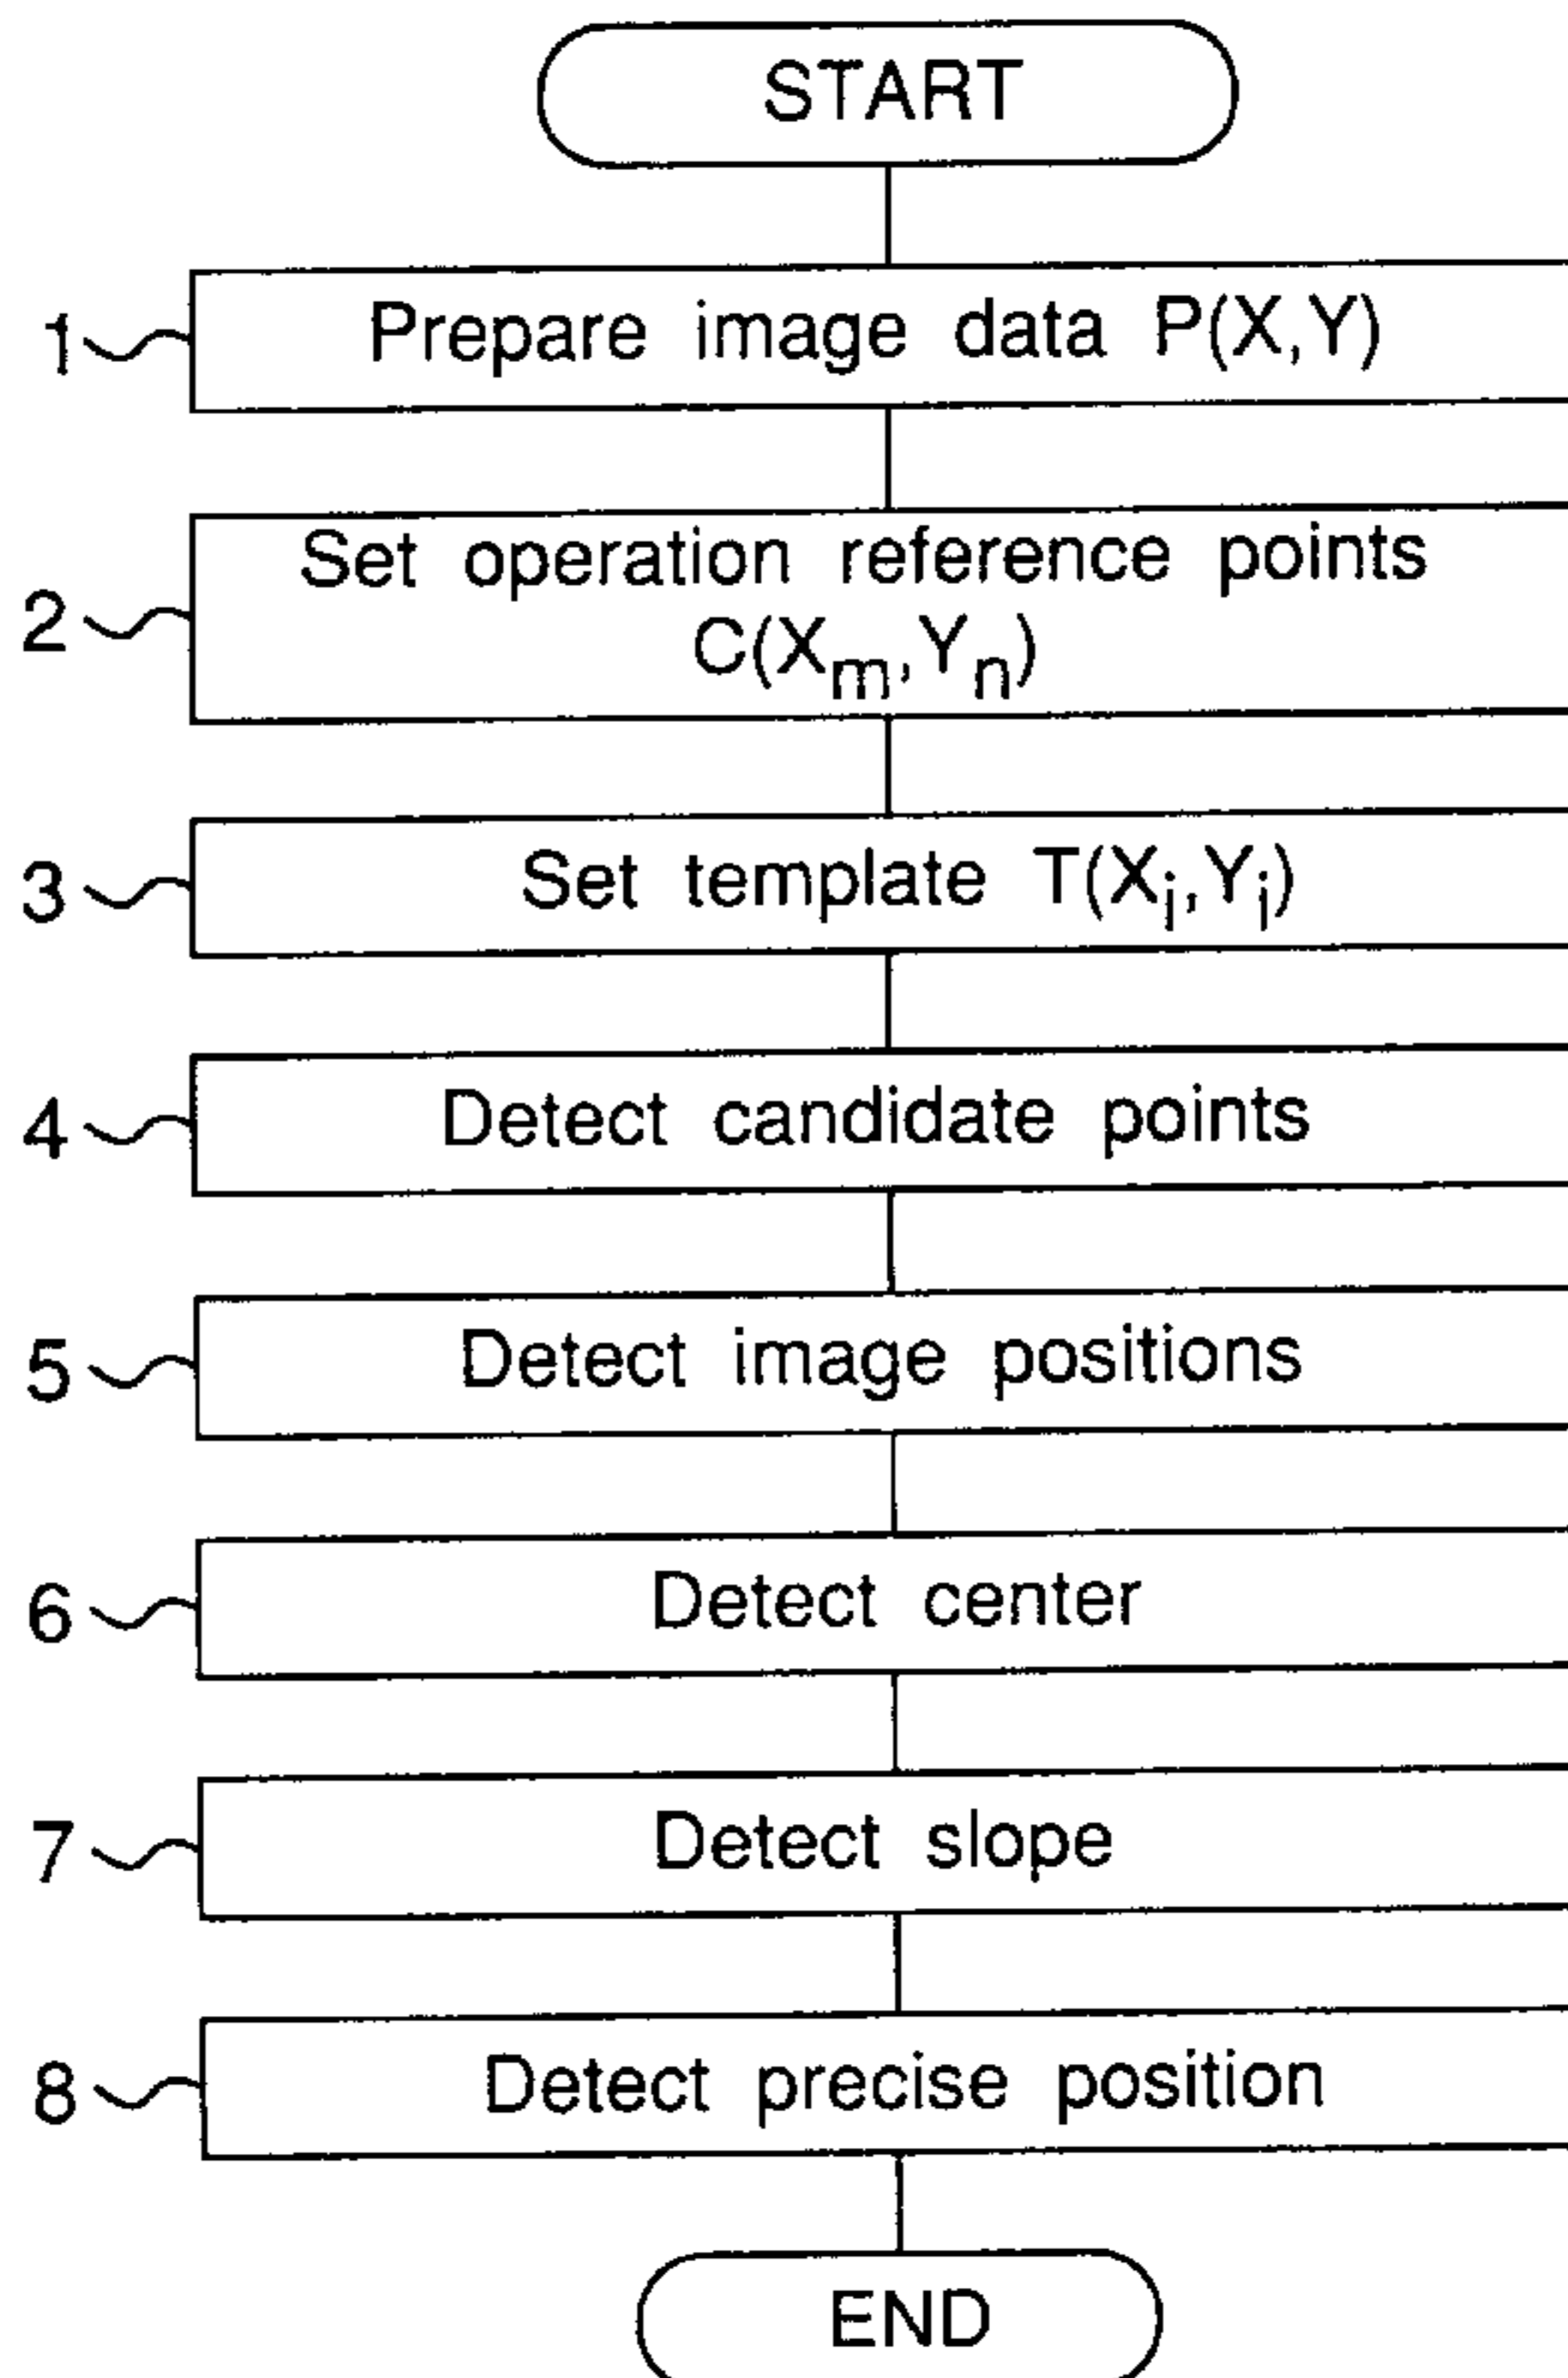 START
1 Prepare image data P(X,Y)
Set operation reference points
2
C(Xm,Yn)
3 Set template T(Xi,Yj)
4 Detect candidate points
5 Detect image positions
6 Detect center
7 Detect slope
8 Detect precise position
END